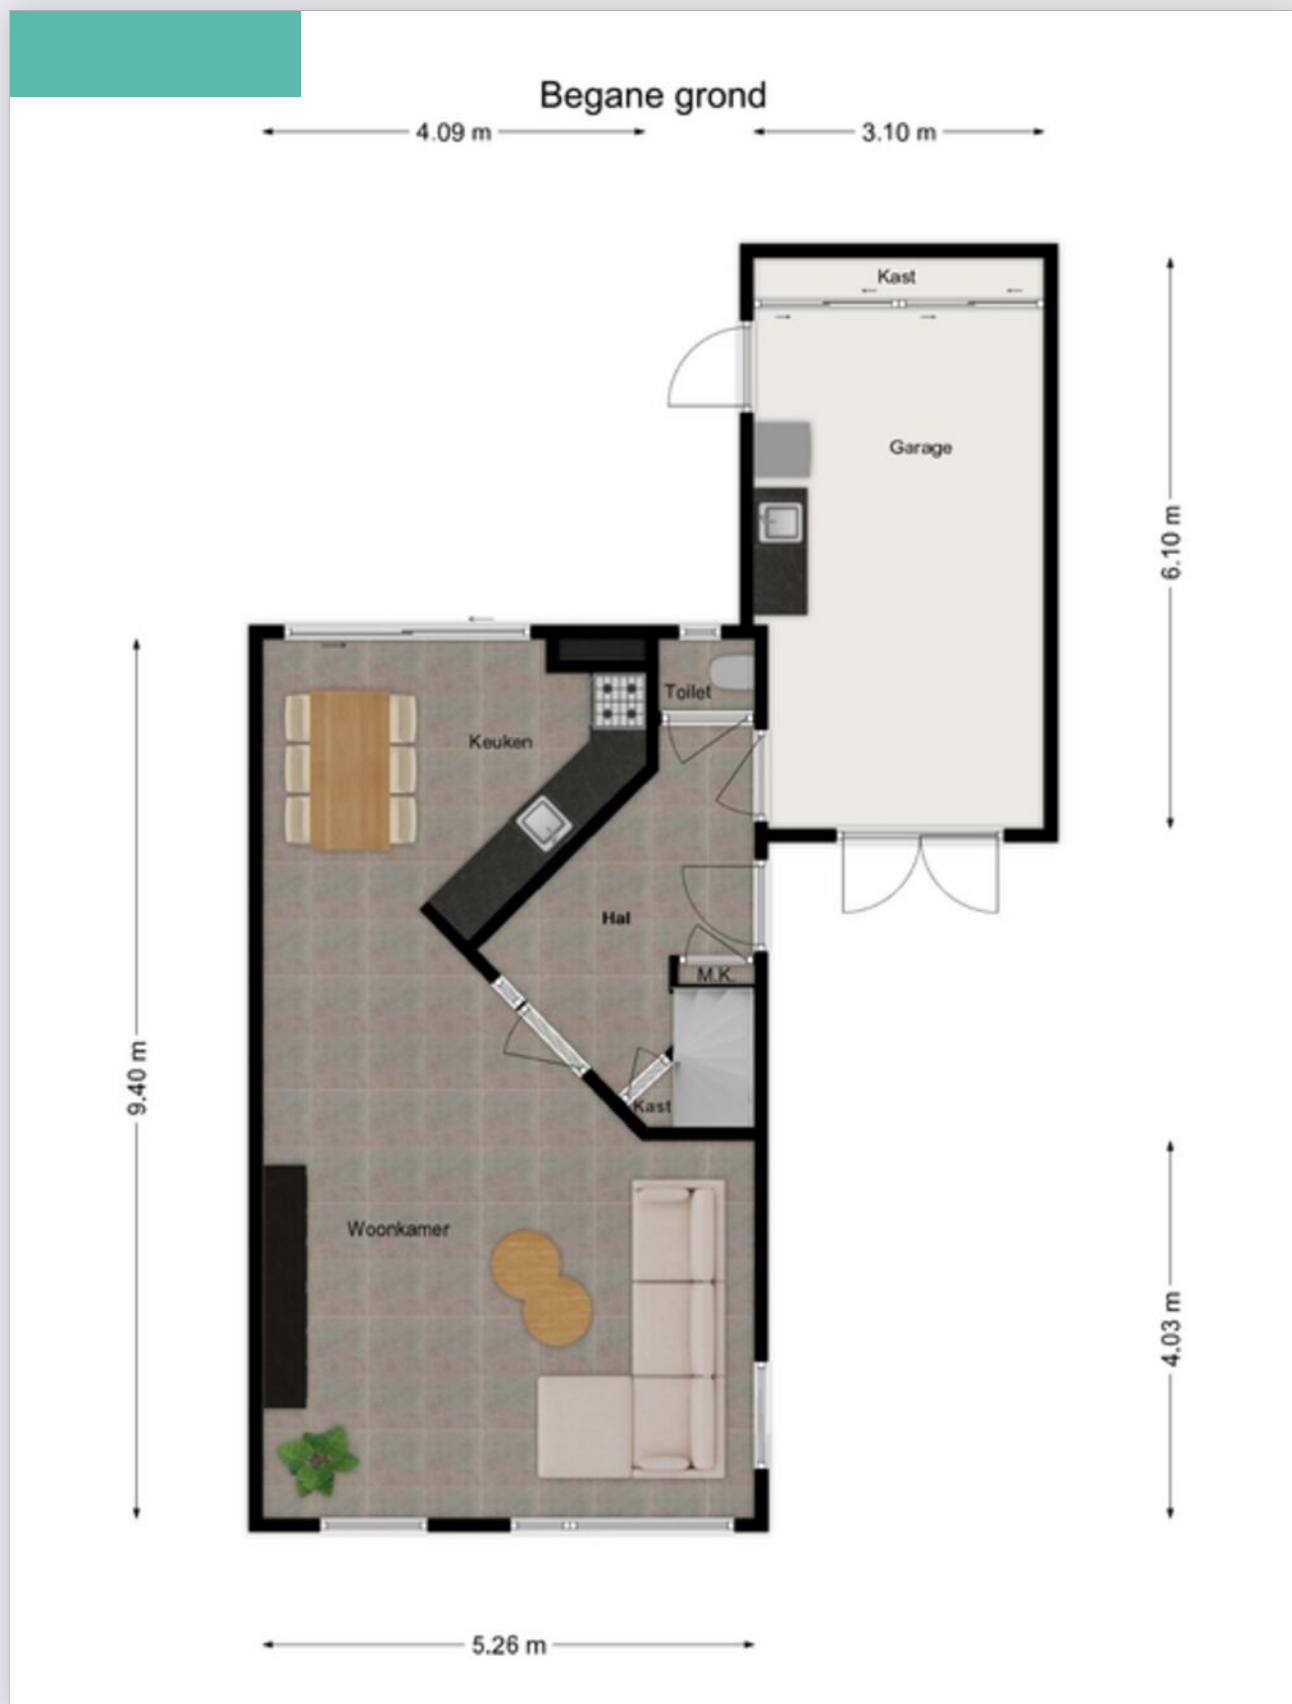 Begane grond
4.09 m
3.10 m
Kast
Garage
6.10 m
Toilet
Keuken
Hal
M.K.
9.40 m
Kast
Woonkamer
4.03 m
5.26 m